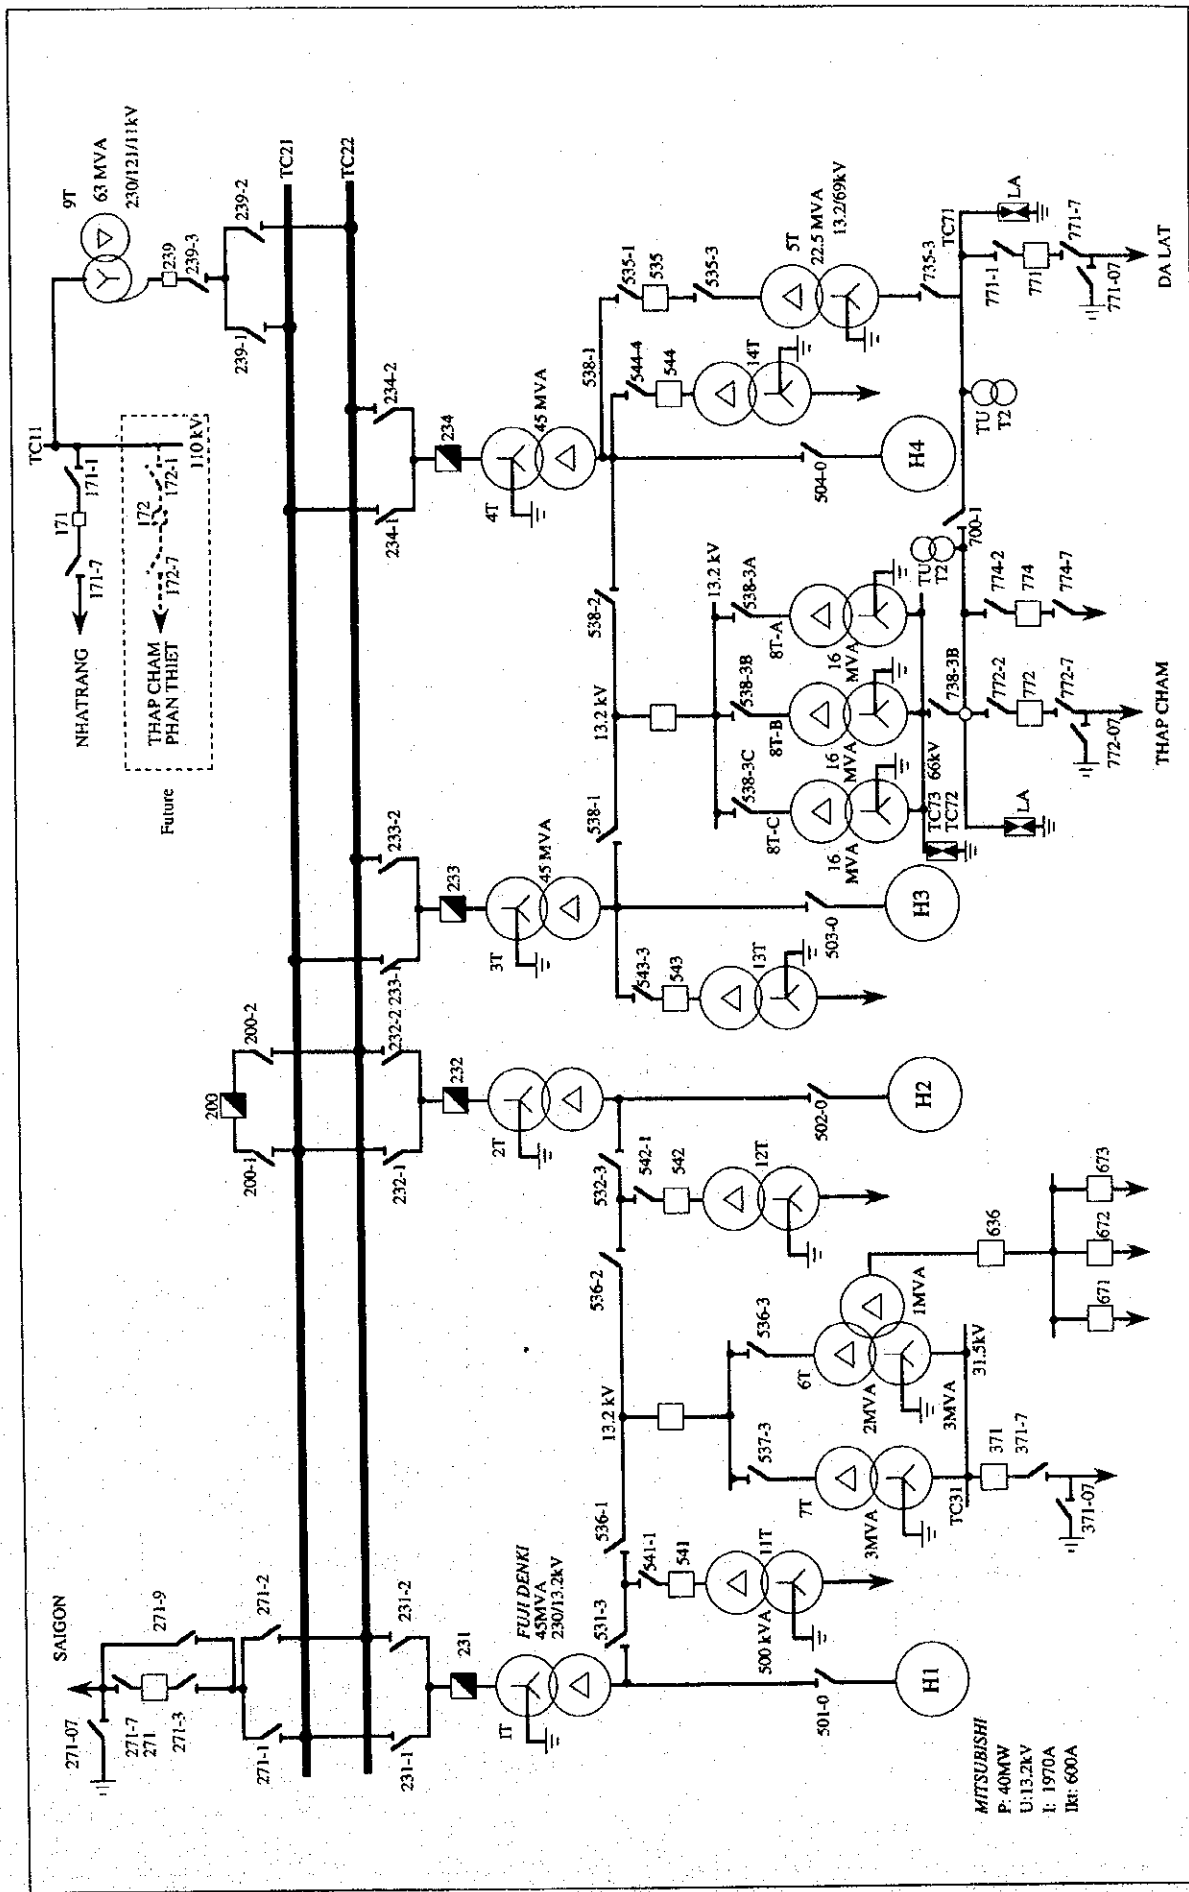 SAIGON
271-07
271-9
271-7
271
271-3
271-1
271-2
231-1
231-2
231
1T
FUJI DENKI
45MVA
230/13.2kV
531-3
536-1
541-1
541
11T
500 kVA
501-0
H1
MITSUBISHI
P: 40MW
U:13.2kV
I: 1970A
Ikt: 600A
13.2 kV
536-2
537-3
536-3
7T
6T
3MVA
2MVA
3MVA
1MVA
31.5kV
TC31
371
371-7
371-07
636
671
672
673
200
200-1
200-2
232-1
232-2
232
2T
532-3
542-1
542
12T
502-0
H2
233-1
233-2
233
3T
45 MVA
543-3
543
13T
503-0
H3
538-1
13.2 kV
538-2
13.2 kV
538-3C
538-3B
538-3A
8T-C
8T-B
8T-A
16
MVA
16
MVA
16
MVA
66kV
TC73
TC72
LA
738-3B
TU
T2
700-1
772-2
772
772-7
772-07
THAP CHAM
774-2
774
774-7
NHATRANG
171-7
171
171-1
TC11
THAP CHAM
PHAN THIET
172-7
172
172-1
110 kV
Future
9T
63 MVA
230/121/11kV
239
239-3
239-1
239-2
TC21
TC22
234-1
234-2
234
4T
45 MVA
538-1
544-4
544
14T
504-0
H4
535-1
535
535-3
5T
22.5 MVA
13.2/69kV
735-3
TC71
LA
TU
T2
771-1
771
771-7
771-07
DA LAT